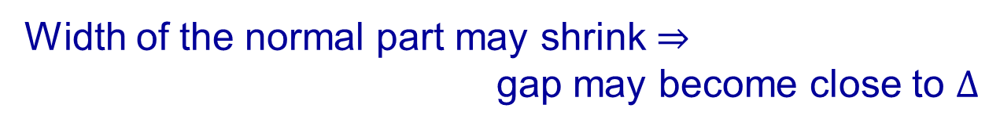 Width of the normal part may shrink ⇒
gap may become close to Δ